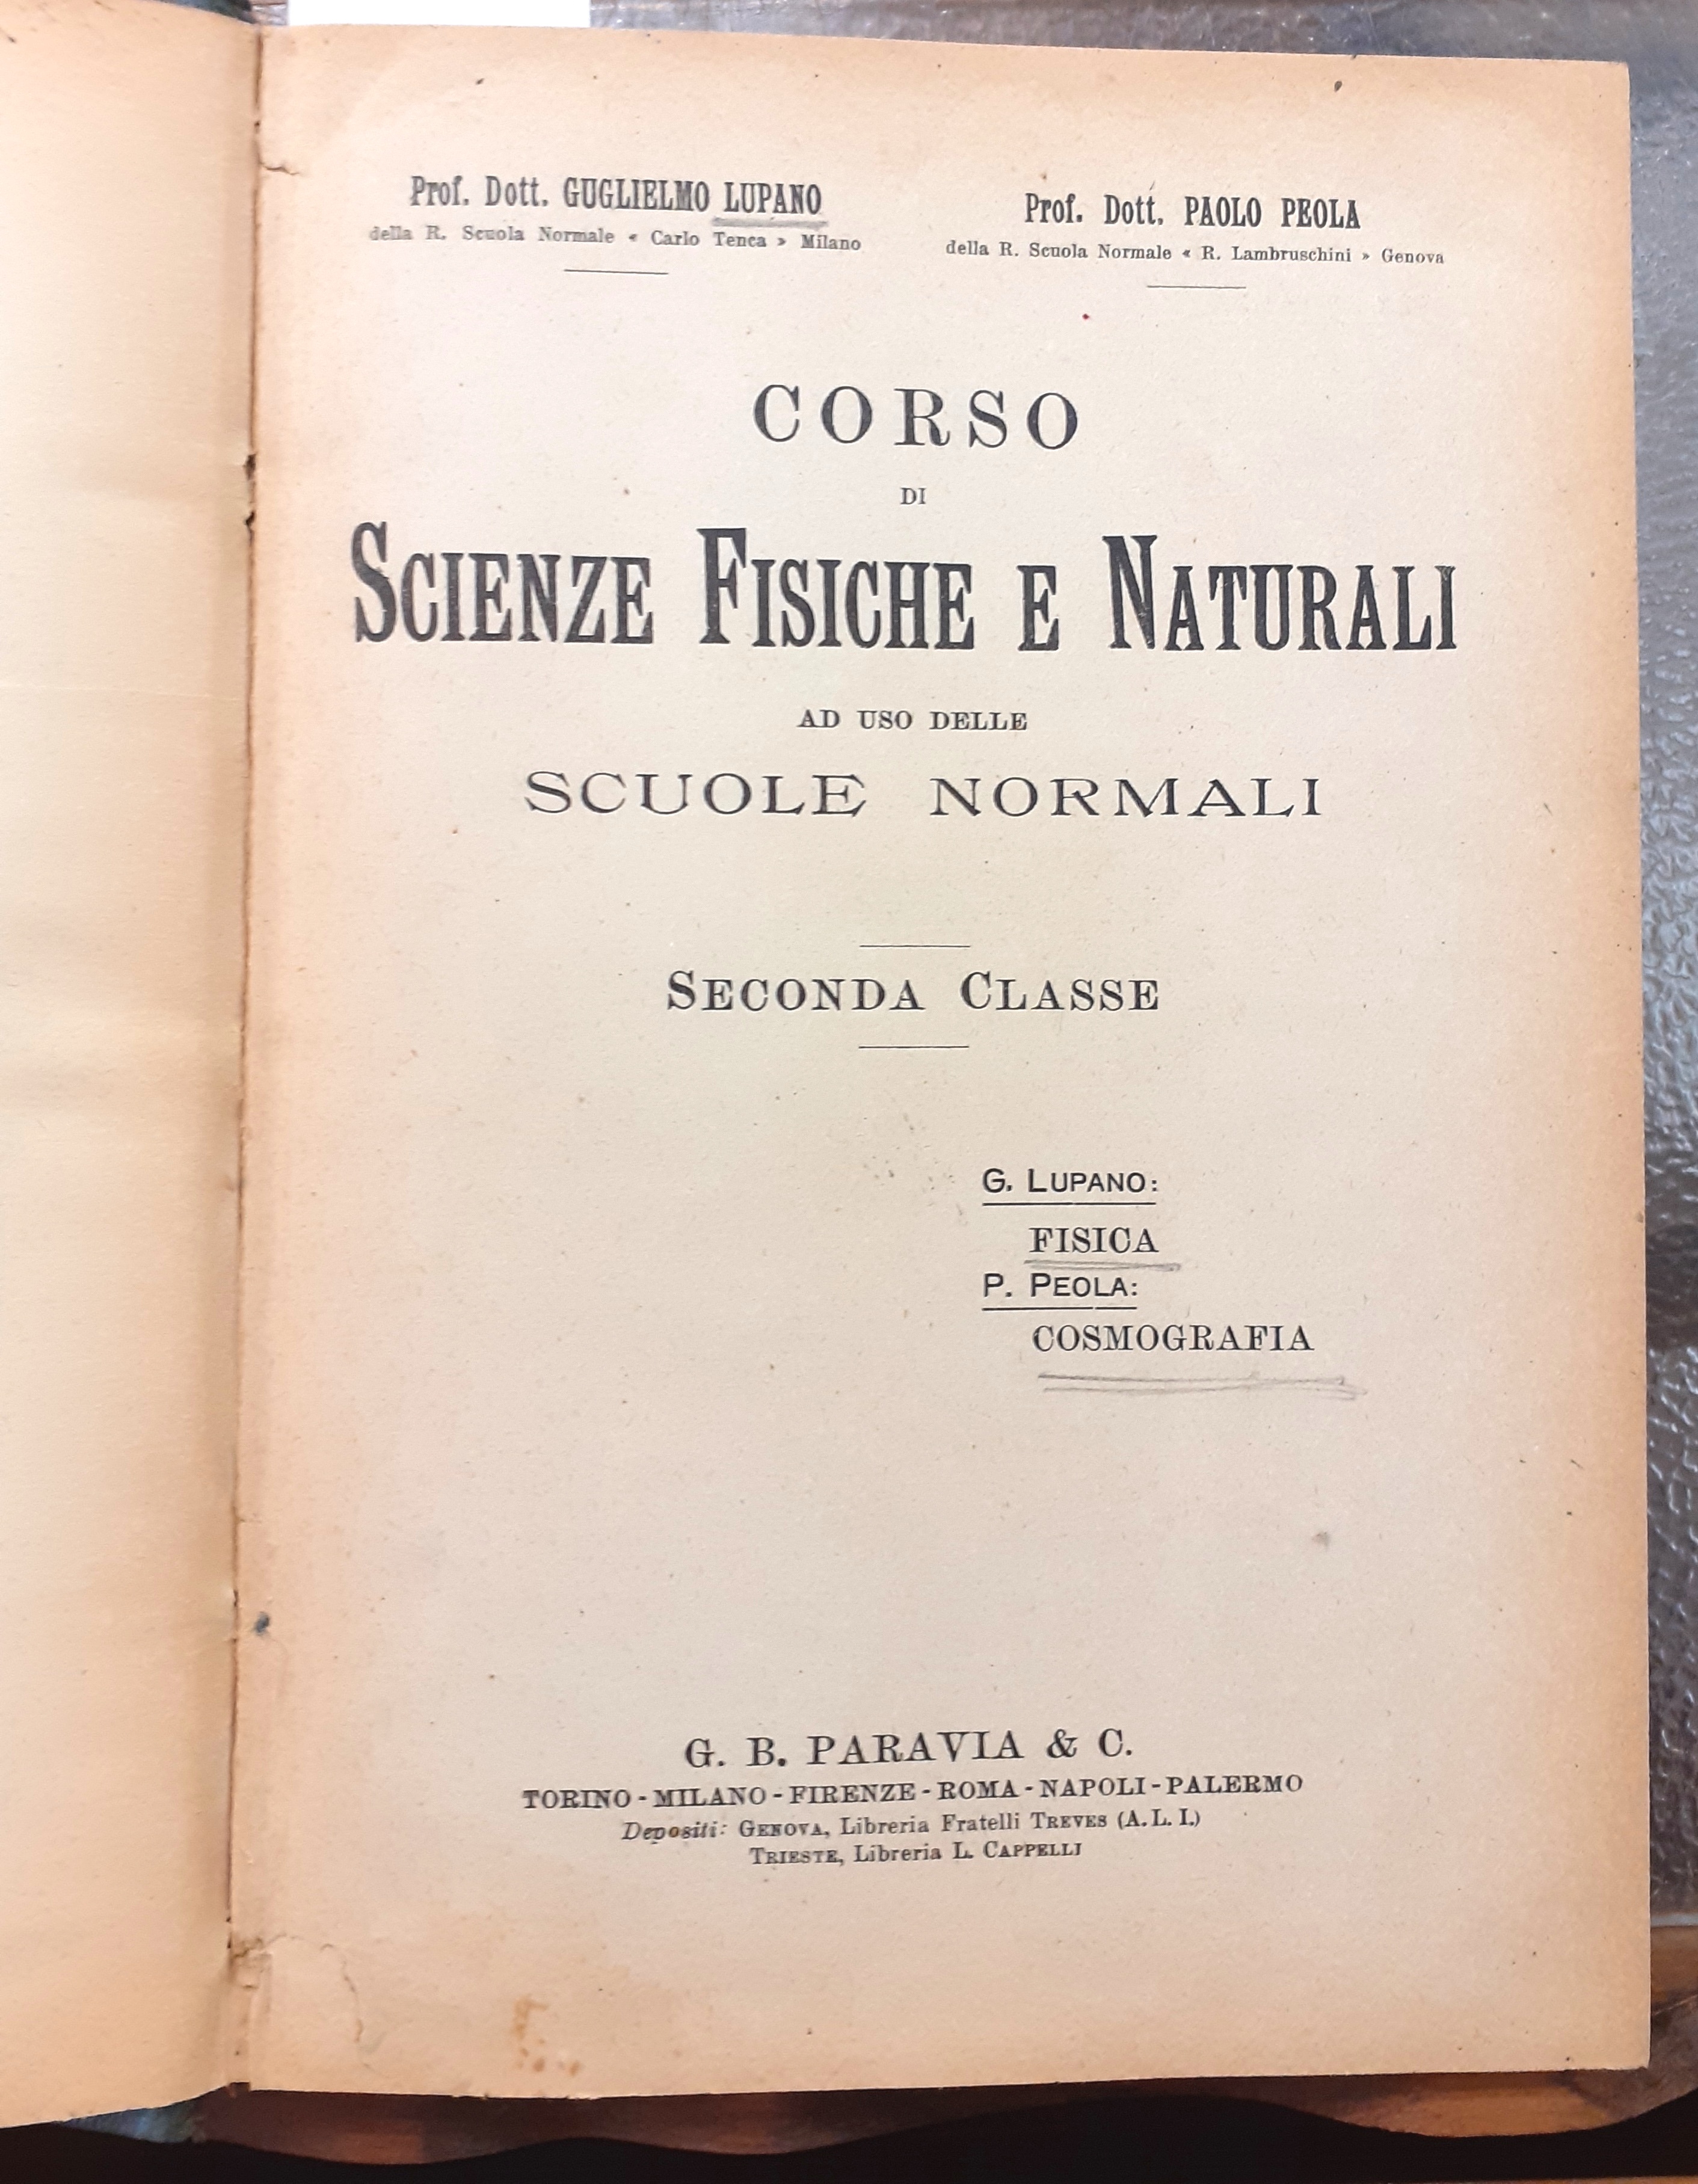 Prof. Dott. GUGLIELMO LUPANO
della R. Scuola Normale « Carlo Tenca » Milano
Prof. Dott. PAOLO PEOLA
della R. Scuola Normale « R. Lambruschini » Genova
CORSO
DI
SCIENZE FISICHE E NATURALI
AD USO DELLE
SCUOLE NORMALI
SECONDA CLASSE
G. LUPANO:
FISICA
P. PEOLA:
COSMOGRAFIA
G. B. PARAVIA & C.
TORINO - MILANO - FIRENZE - ROMA - NAPOLI - PALERMO
Depositi: GENOVA, Libreria Fratelli TREVES (A. L. I.)
TRIESTE, Libreria L. CAPPELLI